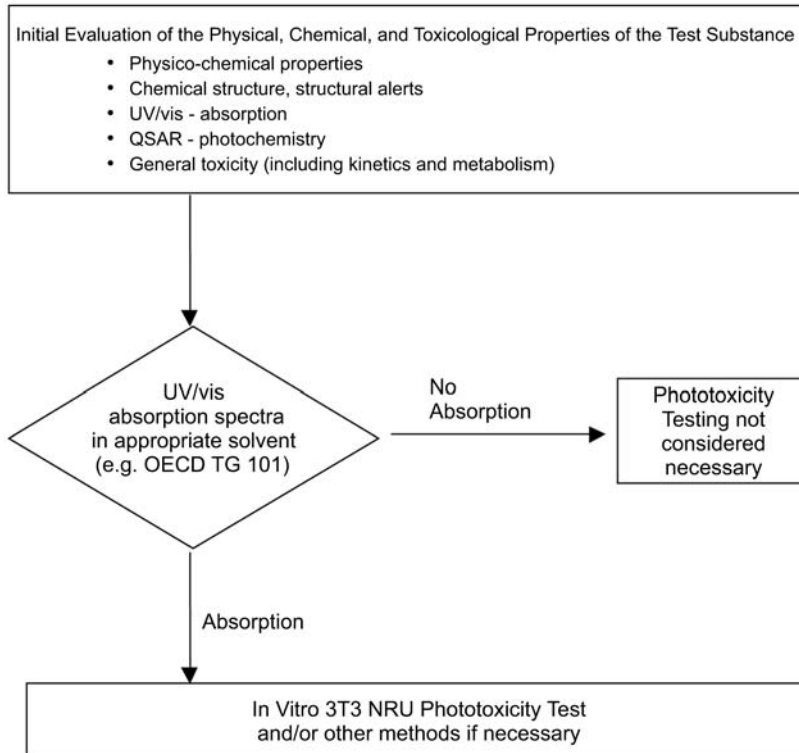 Initial Evaluation of the Physical, Chemical, and Toxicological Properties of the Test Substance
• Physico-chemical properties
• Chemical structure, structural alerts
• UV/vis - absorption
• QSAR - photochemistry
• General toxicity (including kinetics and metabolism)
UV/vis
absorption spectra
in appropriate solvent
(e.g. OECD TG 101)
No
Absorption
Phototoxicity
Testing not
considered
necessary
Absorption
In Vitro 3T3 NRU Phototoxicity Test
and/or other methods if necessary